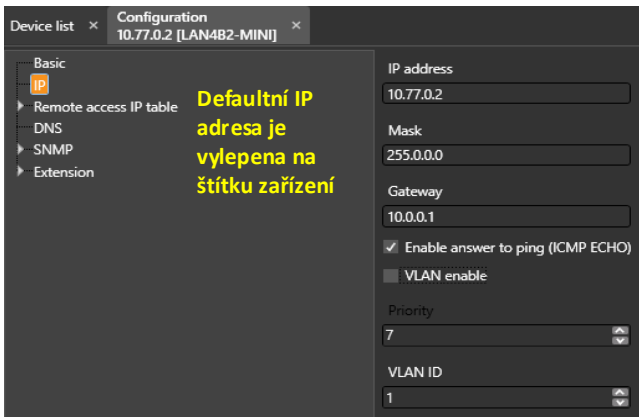 Device list ×
Configuration
10.77.0.2 [LAN4B2-MINI] ×
Basic
IP
Remote access IP table
DNS
SNMP
Extension
Defaultní IP
adresa je
vylepena na
štítku zařízení
IP address
10.77.0.2
Mask
255.0.0.0
Gateway
10.0.0.1
Enable answer to ping (ICMP ECHO)
VLAN enable
Priority
7
VLAN ID
1